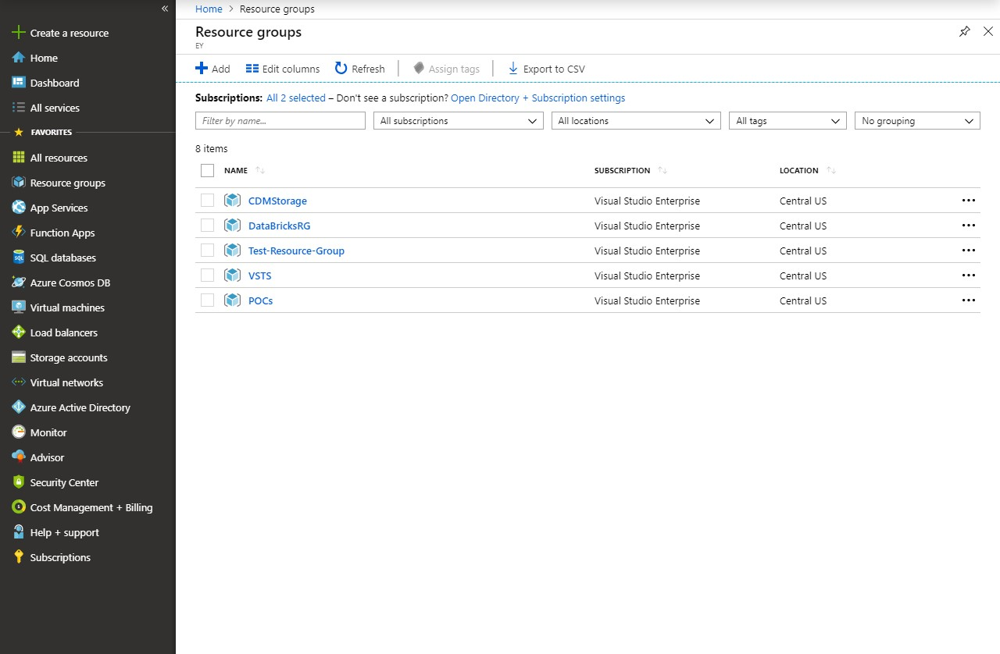 «
Create a resource
Home
Dashboard
All services
FAVORITES
All resources
Resource groups
App Services
Function Apps
SQL databases
Azure Cosmos DB
Virtual machines
Load balancers
Storage accounts
Virtual networks
Azure Active Directory
Monitor
Advisor
Security Center
Cost Management + Billing
Help + support
Subscriptions
Home > Resource groups
Resource groups
EY
Add Edit columns Refresh Assign tags Export to CSV
Subscriptions: All 2 selected – Don't see a subscription? Open Directory + Subscription settings
Filter by name... All subscriptions All locations All tags No grouping
8 items
NAME SUBSCRIPTION LOCATION
CDMStorage Visual Studio Enterprise Central US
DataBricksRG Visual Studio Enterprise Central US
Test-Resource-Group Visual Studio Enterprise Central US
VSTS Visual Studio Enterprise Central US
POCs Visual Studio Enterprise Central US